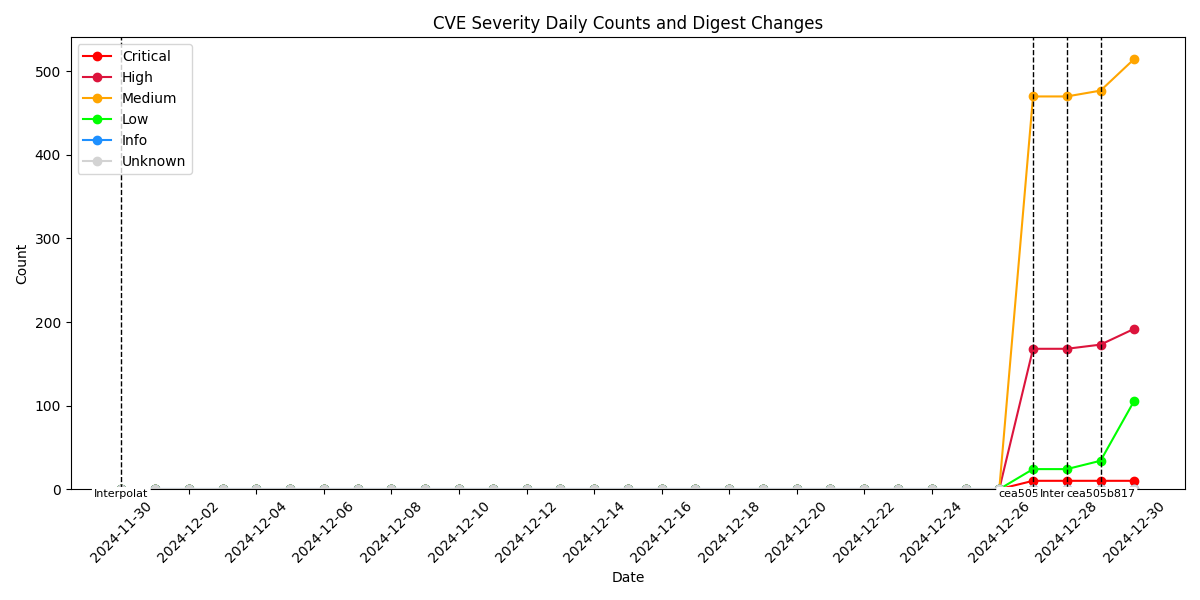 CVE Severity Daily Counts and Digest Changes
Critical
High
Medium
Low
Info
Unknown
Count
500
400
300
200
100
0
Interpolat
cea505
Inter
cea505b817
2024-11-30
2024-12-02
2024-12-04
2024-12-06
2024-12-08
2024-12-10
2024-12-12
2024-12-14
2024-12-16
2024-12-18
2024-12-20
2024-12-22
2024-12-24
2024-12-26
2024-12-28
2024-12-30
Date